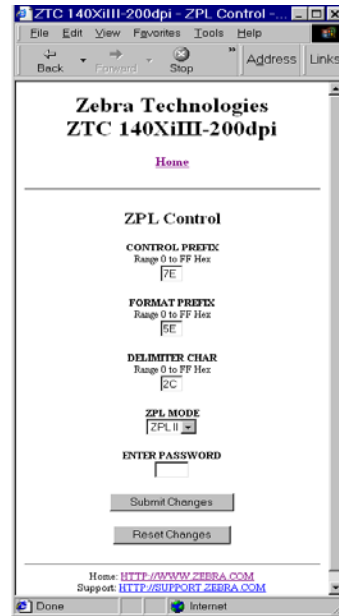 ZTC 140XiIII-200dpi - ZPL Control -...
File Edit View Favorites Tools Help
Back Forward Stop » Address Links
Zebra Technologies
ZTC 140XiIII-200dpi
Home
ZPL Control
CONTROL PREFIX
Range 0 to FF Hex
7E
FORMAT PREFIX
Range 0 to FF Hex
5E
DELIMITER CHAR
Range 0 to FF Hex
2C
ZPL MODE
ZPL II
ENTER PASSWORD
Submit Changes
Reset Changes
Home: HTTP://WWW.ZEBRA.COM
Support: HTTP://SUPPORT.ZEBRA.COM
Done Internet